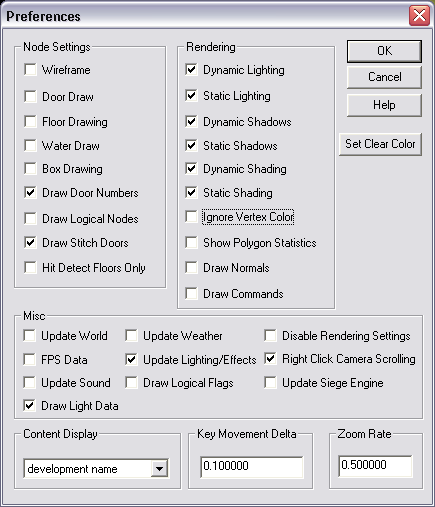 Preferences
Node Settings
Wireframe
Door Draw
Floor Drawing
Water Draw
Box Drawing
Draw Door Numbers
Draw Logical Nodes
Draw Stitch Doors
Hit Detect Floors Only
Rendering
Dynamic Lighting
Static Lighting
Dynamic Shadows
Static Shadows
Dynamic Shading
Static Shading
Ignore Vertex Color
Show Polygon Statistics
Draw Normals
Draw Commands
OK
Cancel
Help
Set Clear Color
Misc
Update World
Update Weather
Disable Rendering Settings
FPS Data
Update Lighting/Effects
Right Click Camera Scrolling
Update Sound
Draw Logical Flags
Update Siege Engine
Draw Light Data
Content Display
development name
Key Movement Delta
0.100000
Zoom Rate
0.500000